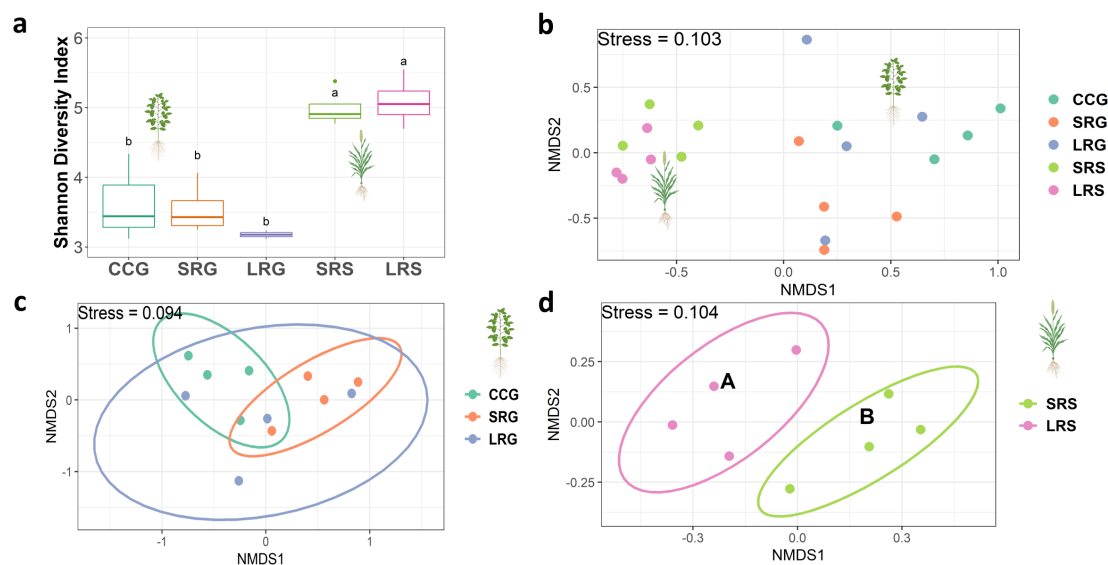 a
Shannon Diversity Index
6
5
4
3
b
b
b
a
a
CCG SRG LRG SRS LRS
b
Stress = 0.103
NMDS2
0.5
0.0
-0.5
-0.5 0.0 0.5 1.0
NMDS1
CCG
SRG
LRG
SRS
LRS
c
Stress = 0.094
NMDS2
1
0
-1
-1 0 1
NMDS1
CCG
SRG
LRG
d
Stress = 0.104
NMDS2
0.25
0.00
-0.25
A
B
-0.3 0.0 0.3
NMDS1
SRS
LRS